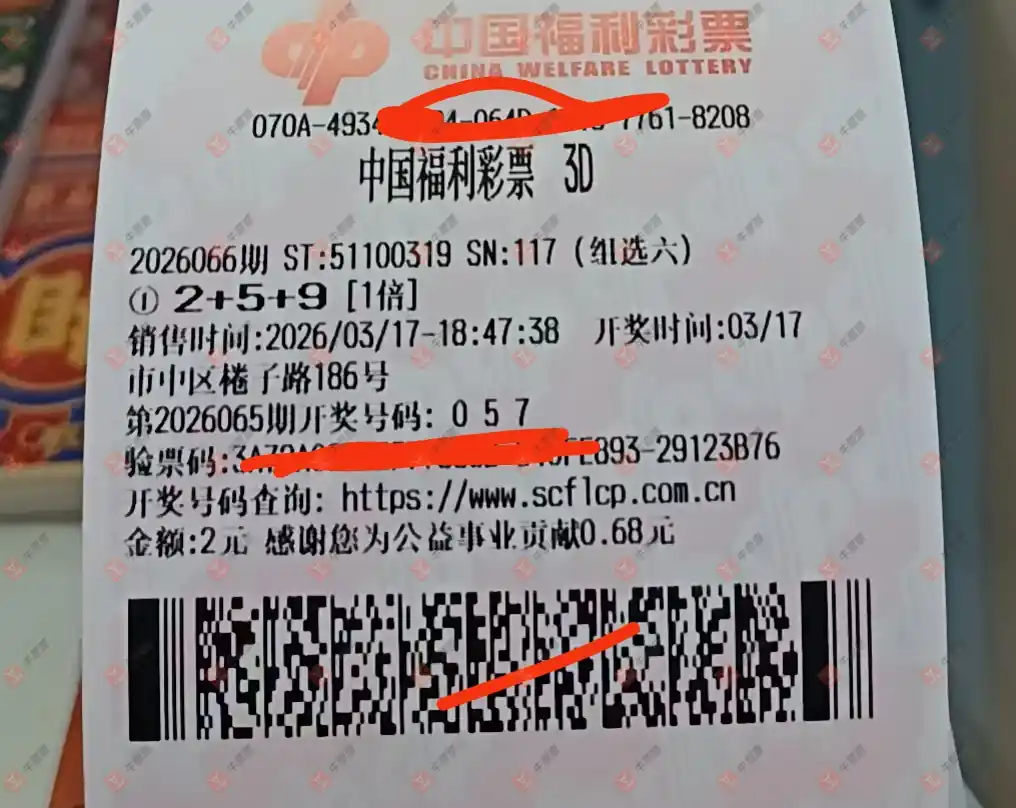 中国福利彩票
CHINA WELFARE LOTTERY
070A-4934 064D 1761-8208
中国福利彩票 3D
2026066期 ST:51100319 SN:117 (组选六)
① 2+5+9 [1倍]
销售时间:2026/03/17-18:47:38 开奖时间:03/17
市中区棬子路186号
第2026065期开奖号码: 0 5 7
验票码: 893-29123B76
开奖号码查询: https://www.scflcp.com.cn
金额:2元 感谢您为公益事业贡献0.68元